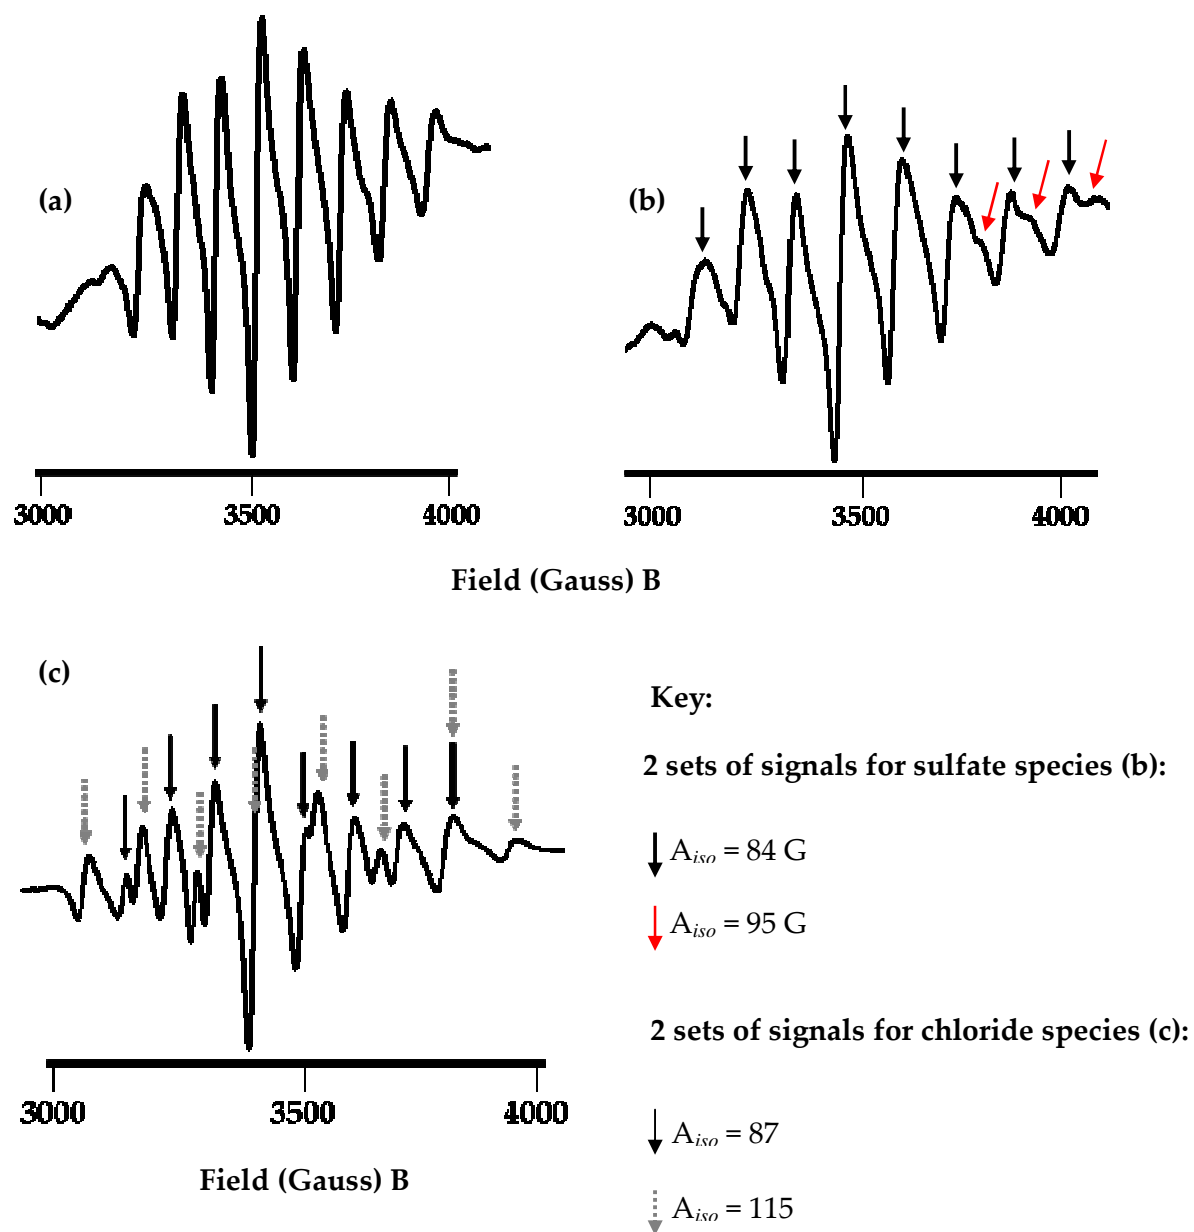 (a)
(b)
3000 3500 4000
3000 3500 4000
Field (Gauss) B
(c)
3000 3500 4000
Field (Gauss) B
Key:
2 sets of signals for sulfate species (b):
Aiso = 84 G
Aiso = 95 G
2 sets of signals for chloride species (c):
Aiso = 87
Aiso = 115